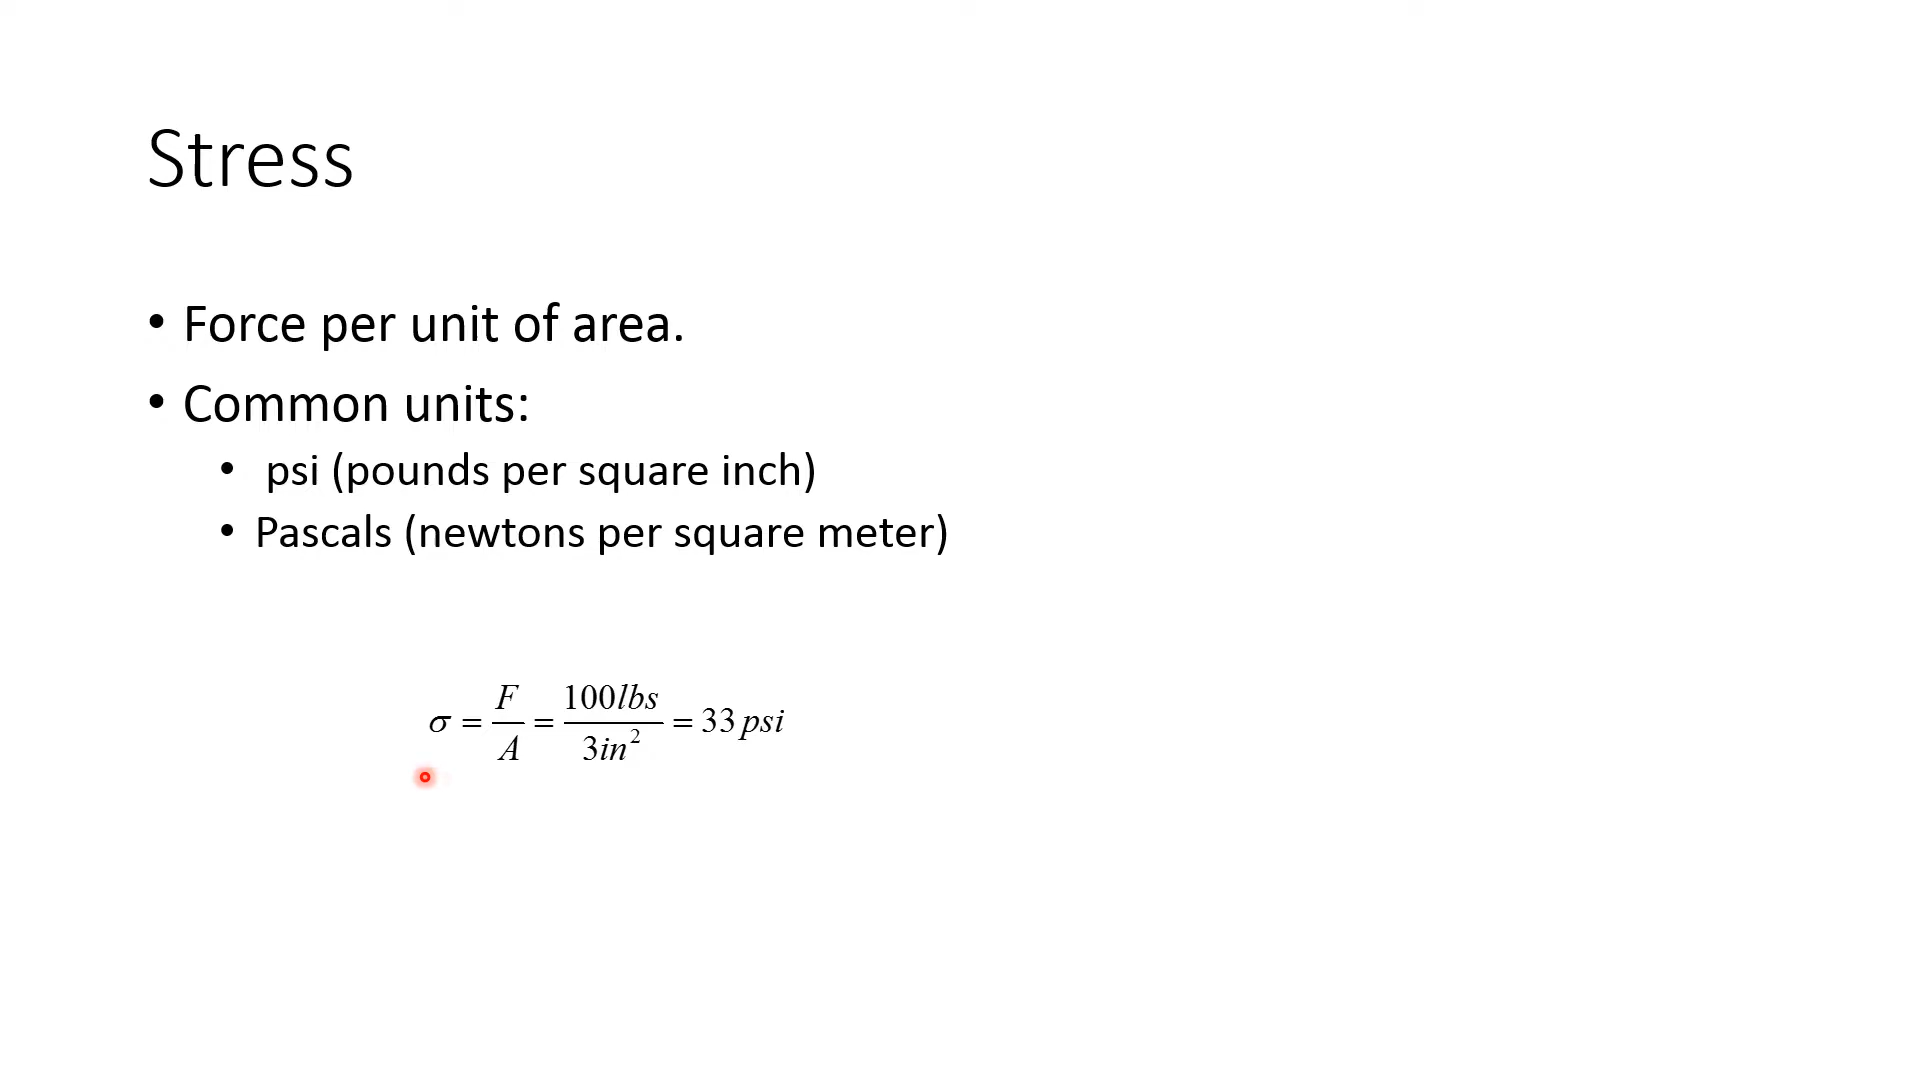 Stress
• Force per unit of area.
• Common units:
• psi (pounds per square inch)
• Pascals (newtons per square meter)
σ = F/A = 100lbs/3in² = 33 psi